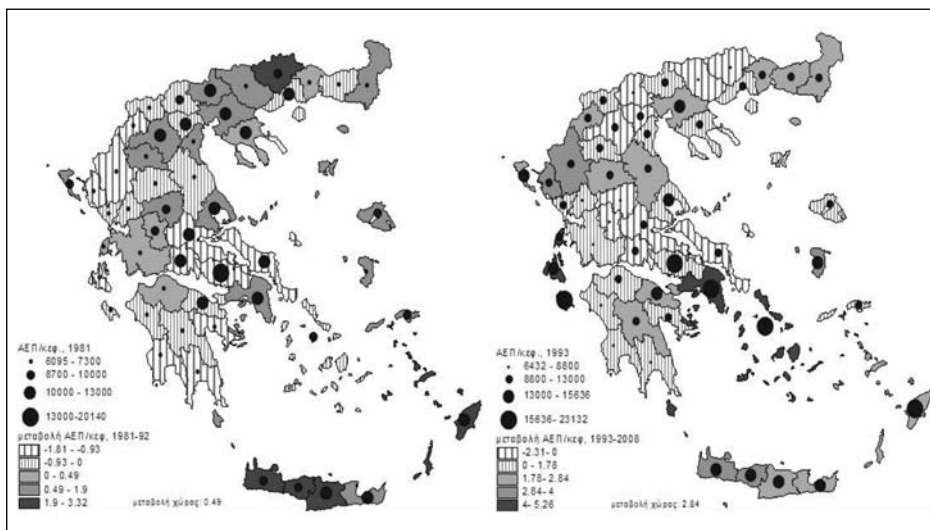 ΑΕΠ/κεφ., 1981
6095 - 7300
8700 - 10000
10000 - 13000
13000-20140
μεταβολή ΑΕΠ/κεφ, 1981-92
-1.81 - -0.93
-0.93 - 0
0 - 0.49
0.49 - 1.9
1.9 - 3.32
μεταβολή χώρας: 0.49
ΑΕΠ/κεφ., 1993
6432 - 8800
8800 - 13000
13000 - 15636
15636- 23132
μεταβολή ΑΕΠ/κεφ, 1993-2008
-2.31- 0
0 - 1.78
1.78- 2.84
2.84- 4
4- 5.26
μεταβολή χώρας: 2.84